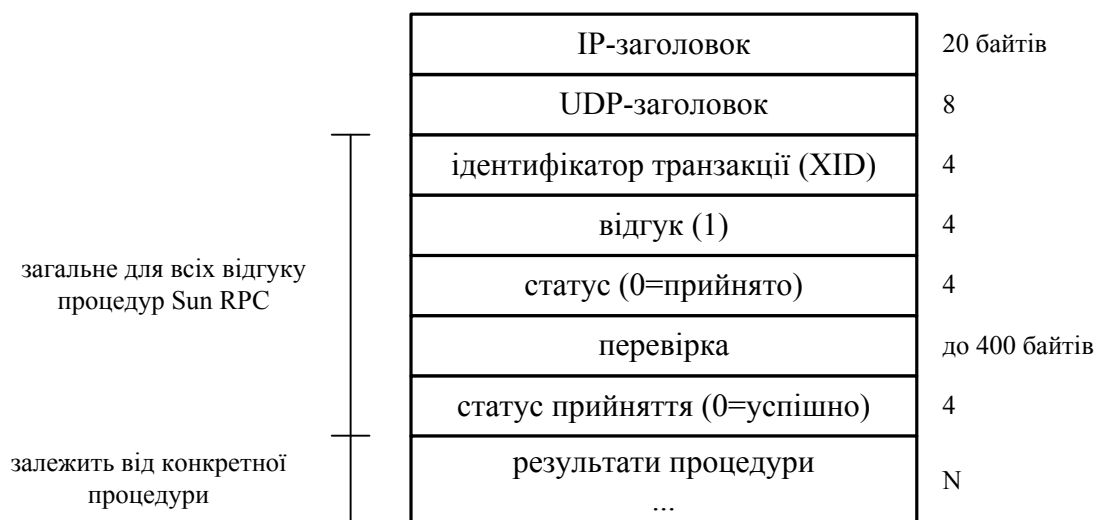 IP-заголовок 20 байтів
UDP-заголовок 8
ідентифікатор транзакції (XID) 4
відгук (1) 4
загальне для всіх відгуку
процедур Sun RPC
статус (0=прийнято) 4
перевірка до 400 байтів
статус прийняття (0=успішно) 4
залежить від конкретної
процедури
результати процедури
...
N